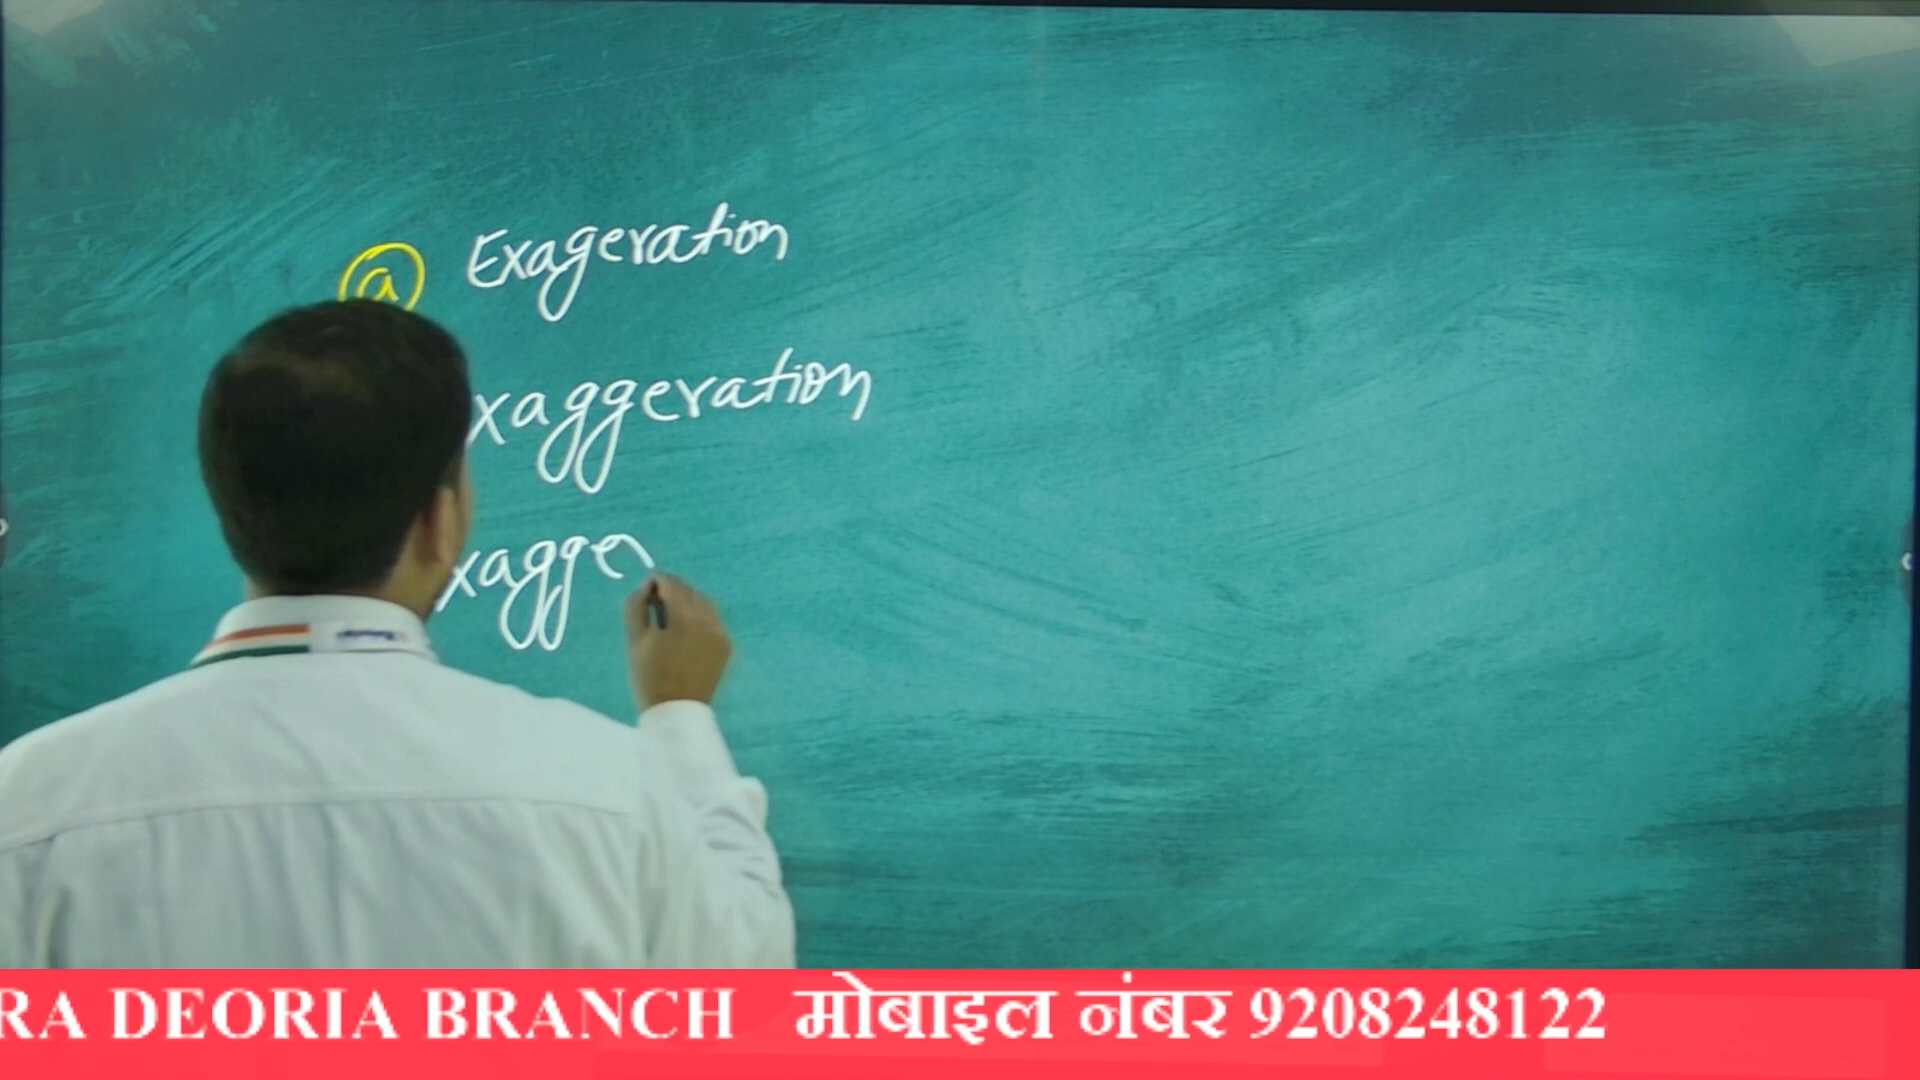 a Exageration
xaggeration
xagger
RA DEORIA BRANCH मोबाइल नंबर 9208248122